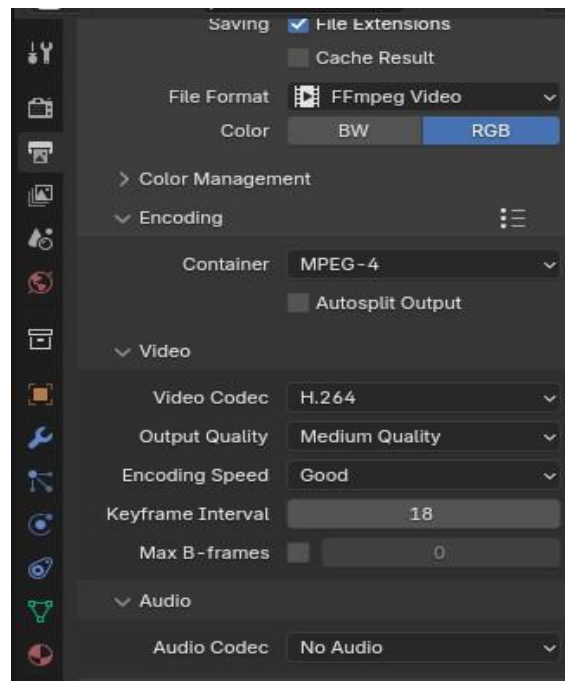 Saving File Extensions
Cache Result
File Format FFmpeg Video
Color BW RGB
Color Management
Encoding
Container MPEG-4
Autosplit Output
Video
Video Codec H.264
Output Quality Medium Quality
Encoding Speed Good
Keyframe Interval 18
Max B-frames 0
Audio
Audio Codec No Audio